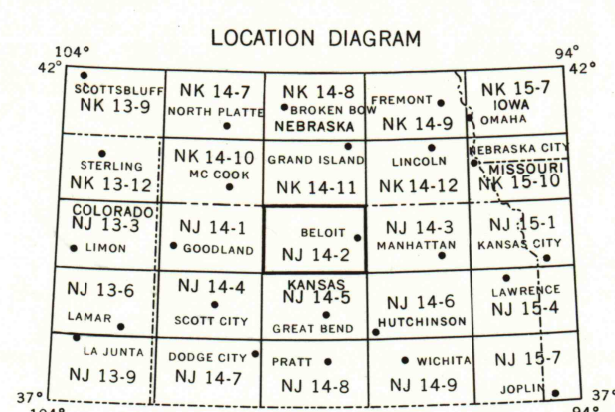 LOCATION DIAGRAM
104° 94°
42° 42°
SCOTTSBLUFF
NK 13-9
NK 14-7
NORTH PLATTE
NK 14-8
BROKEN BOW
NEBRASKA
FREMONT
NK 14-9
NK 15-7
IOWA
OMAHA
STERLING
NK 13-12
NK 14-10
MC COOK
GRAND ISLAND
NK 14-11
LINCOLN
NK 14-12
NEBRASKA CITY
MISSOURI
NK 15-10
COLORADO
NJ 13-3
LIMON
NJ 14-1
GOODLAND
BELOIT
NJ 14-2
NJ 14-3
MANHATTAN
NJ 15-1
KANSAS CITY
NJ 13-6
LAMAR
NJ 14-4
SCOTT CITY
KANSAS
NJ 14-5
GREAT BEND
NJ 14-6
HUTCHINSON
LAWRENCE
NJ 15-4
LA JUNTA
NJ 13-9
DODGE CITY
NJ 14-7
PRATT
NJ 14-8
WICHITA
NJ 14-9
NJ 15-7
JOPLIN
37° 37°
104° 94°